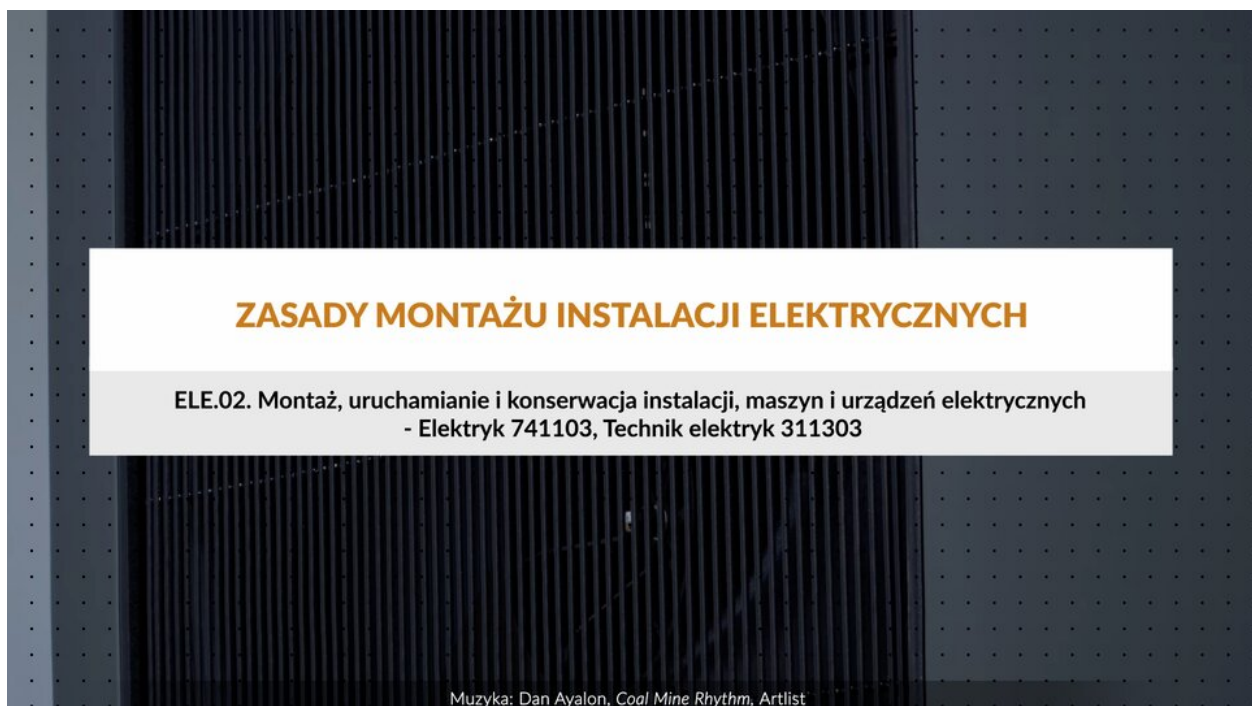 ZASADY MONTAŻU INSTALACJI ELEKTRYCZNYCH
ELE.02. Montaż, uruchamianie i konserwacja instalacji, maszyn i urządzeń elektrycznych
- Elektryk 741103, Technik elektryk 311303
Muzyka: Dan Ayalon, Coal Mine Rhythm, Artlist